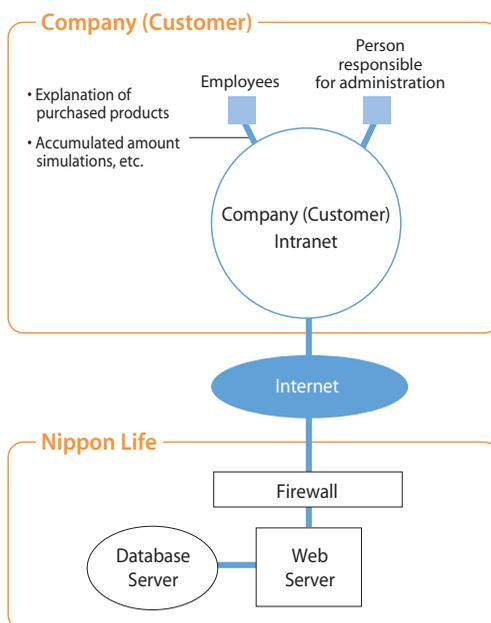 Company (Customer)
Person
responsible
for administration
Employees
• Explanation of
purchased products
• Accumulated amount
simulations, etc.
Company (Customer)
Intranet
Internet
Nippon Life
Firewall
Database
Server
Web
Server